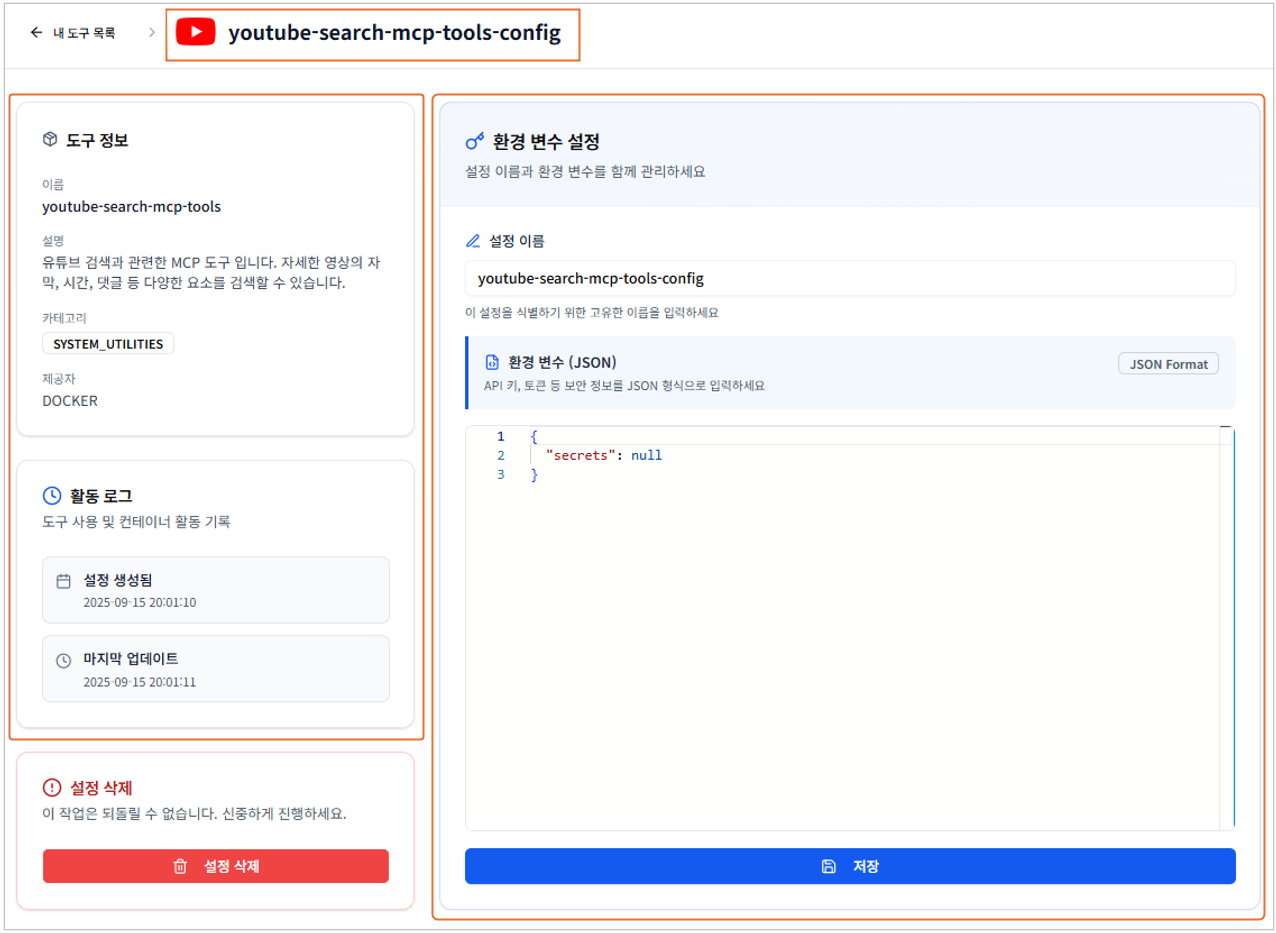 내 도구 목록
youtube-search-mcp-tools-config
도구 정보
이름
youtube-search-mcp-tools
설명
유튜브 검색과 관련한 MCP 도구 입니다. 자세한 영상의 자
막, 시간, 댓글 등 다양한 요소를 검색할 수 있습니다.
카테고리
SYSTEM_UTILITIES
제공자
DOCKER
활동 로그
도구 사용 및 컨테이너 활동 기록
설정 생성됨
2025-09-15 20:01:10
마지막 업데이트
2025-09-15 20:01:11
설정 삭제
이 작업은 되돌릴 수 없습니다. 신중하게 진행하세요.
설정 삭제
환경 변수 설정
설정 이름과 환경 변수를 함께 관리하세요
설정 이름
youtube-search-mcp-tools-config
이 설정을 식별하기 위한 고유한 이름을 입력하세요
환경 변수 (JSON)
JSON Format
API 키, 토큰 등 보안 정보를 JSON 형식으로 입력하세요
1 {
2 "secrets": null
3 }
저장